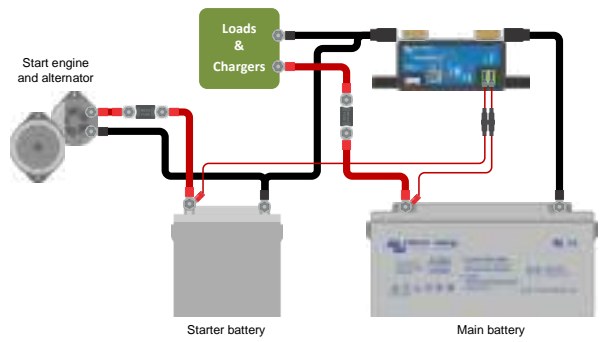 Loads
&
Chargers
Start engine
and alternator
Starter battery
Main battery